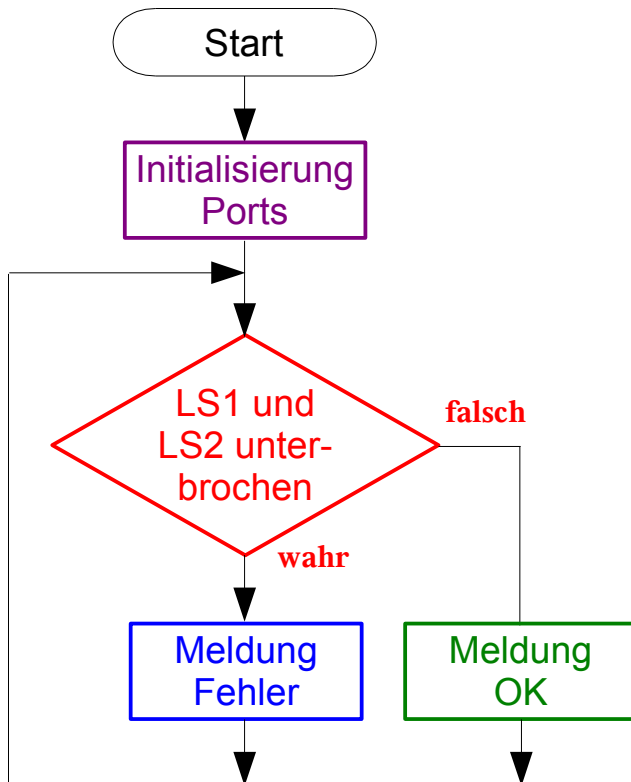 Start
Initialisierung
Ports
LS1 und
LS2 unter-
brochen
falsch
wahr
Meldung
Fehler
Meldung
OK